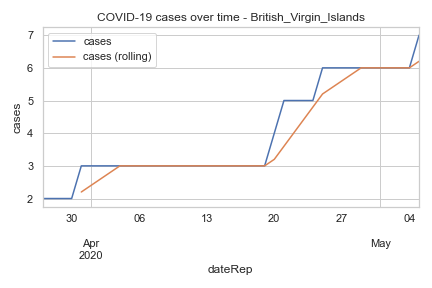 COVID-19 cases over time - British_Virgin_Islands
cases
cases (rolling)
cases
7
6
5
4
3
2
30 06 13 20 27 04
Apr May
2020
dateRep